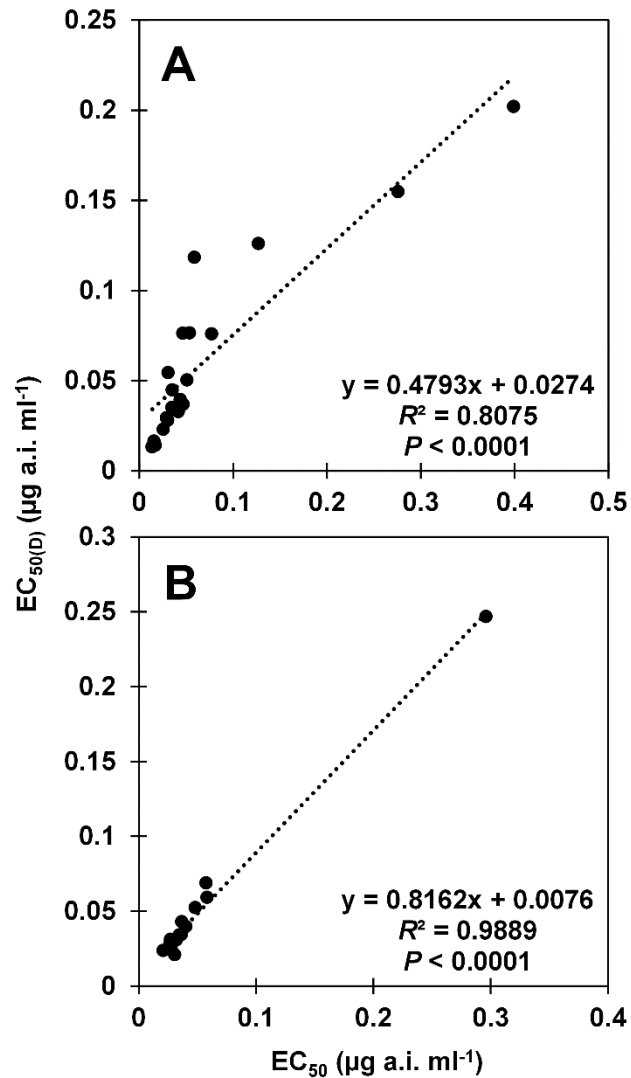 0.25
A
0.2
0.15
0.1
0.05
0
y = 0.4793x + 0.0274
R² = 0.8075
P < 0.0001
0 0.1 0.2 0.3 0.4 0.5
EC50(D) (µg a.i. ml-1)
0.3
B
0.25
0.2
0.15
0.1
0.05
0
y = 0.8162x + 0.0076
R² = 0.9889
P < 0.0001
0 0.1 0.2 0.3 0.4
EC50 (µg a.i. ml-1)